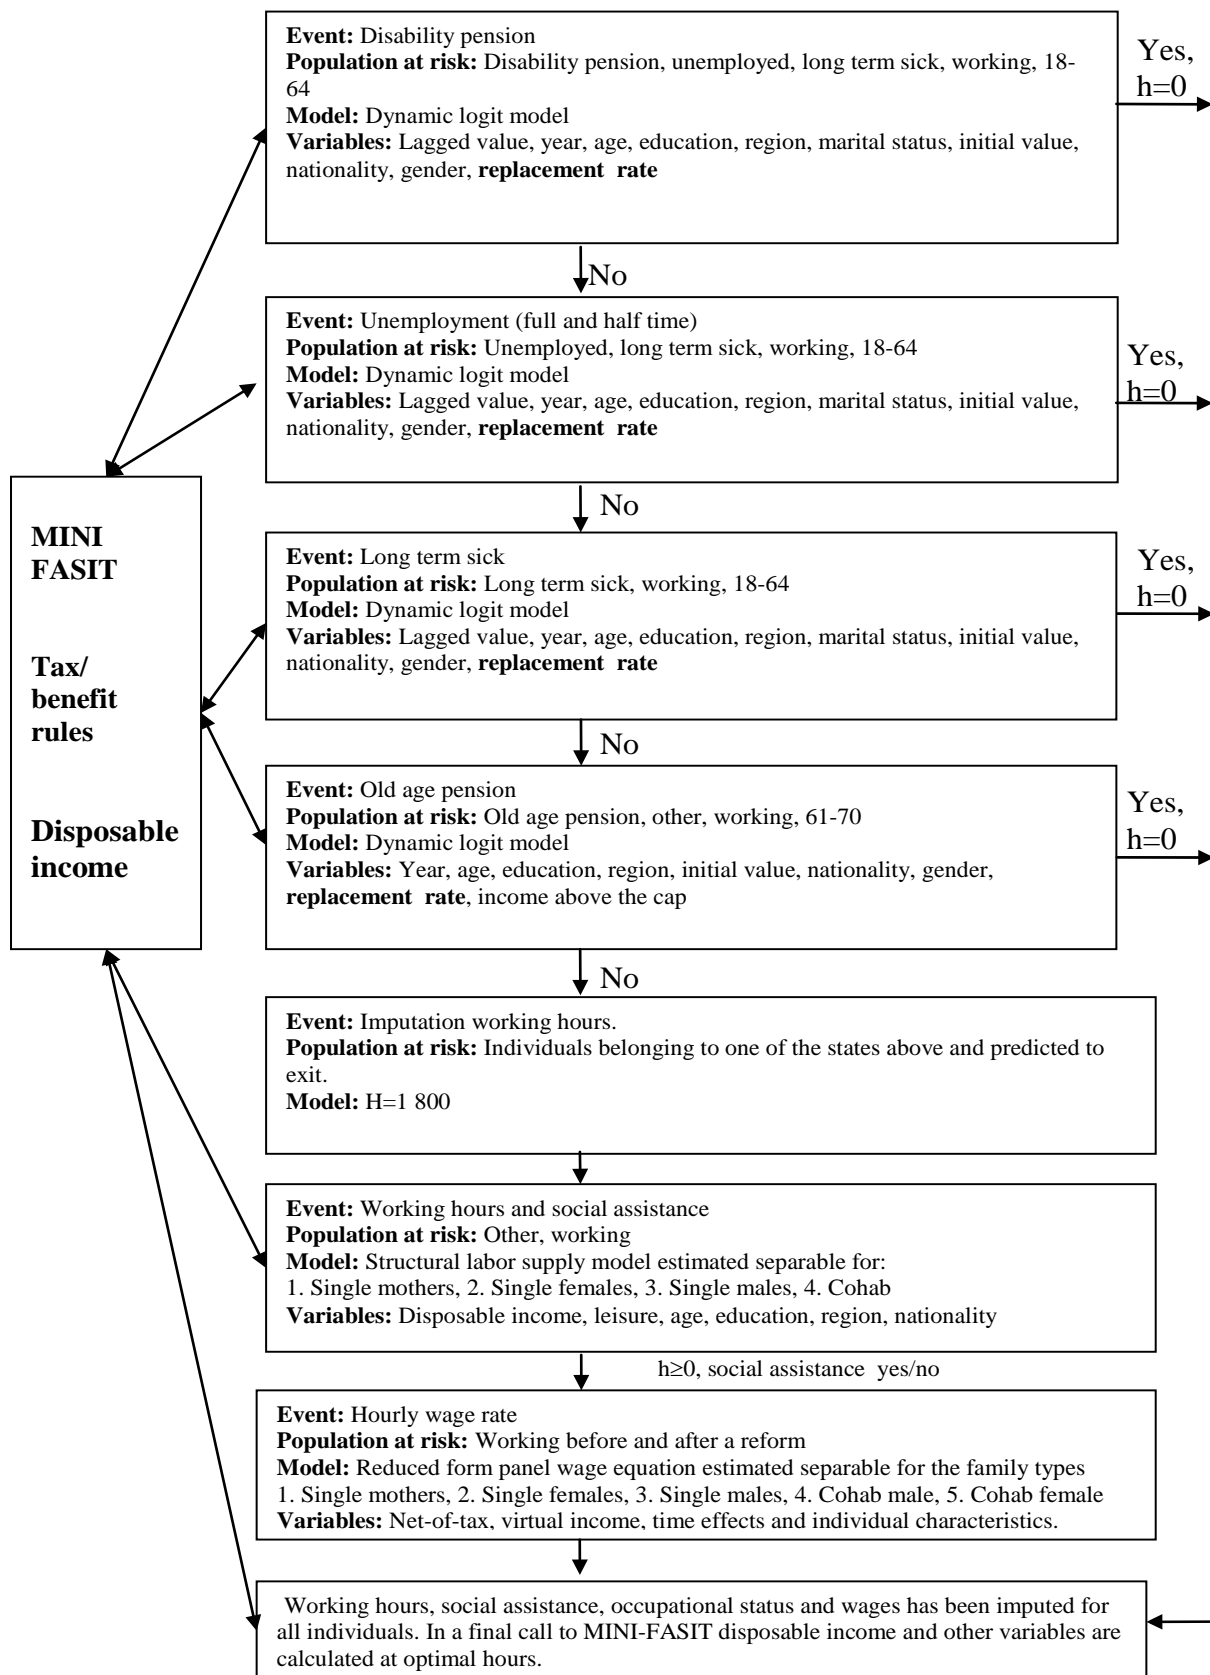 Event: Disability pension
Population at risk: Disability pension, unemployed, long term sick, working, 18-
64
Model: Dynamic logit model
Variables: Lagged value, year, age, education, region, marital status, initial value,
nationality, gender, replacement rate
Yes,
h=0
No
Event: Unemployment (full and half time)
Population at risk: Unemployed, long term sick, working, 18-64
Model: Dynamic logit model
Variables: Lagged value, year, age, education, region, marital status, initial value,
nationality, gender, replacement rate
Yes,
h=0
No
MINI
FASIT
Tax/
benefit
rules
Disposable
income
Event: Long term sick
Population at risk: Long term sick, working, 18-64
Model: Dynamic logit model
Variables: Lagged value, year, age, education, region, marital status, initial value,
nationality, gender, replacement rate
Yes,
h=0
No
Event: Old age pension
Population at risk: Old age pension, other, working, 61-70
Model: Dynamic logit model
Variables: Year, age, education, region, initial value, nationality, gender,
replacement rate, income above the cap
Yes,
h=0
No
Event: Imputation working hours.
Population at risk: Individuals belonging to one of the states above and predicted to
exit.
Model: H=1 800
Event: Working hours and social assistance
Population at risk: Other, working
Model: Structural labor supply model estimated separable for:
1. Single mothers, 2. Single females, 3. Single males, 4. Cohab
Variables: Disposable income, leisure, age, education, region, nationality
h≥0, social assistance yes/no
Event: Hourly wage rate
Population at risk: Working before and after a reform
Model: Reduced form panel wage equation estimated separable for the family types
1. Single mothers, 2. Single females, 3. Single males, 4. Cohab male, 5. Cohab female
Variables: Net-of-tax, virtual income, time effects and individual characteristics.
Working hours, social assistance, occupational status and wages has been imputed for
all individuals. In a final call to MINI-FASIT disposable income and other variables are
calculated at optimal hours.